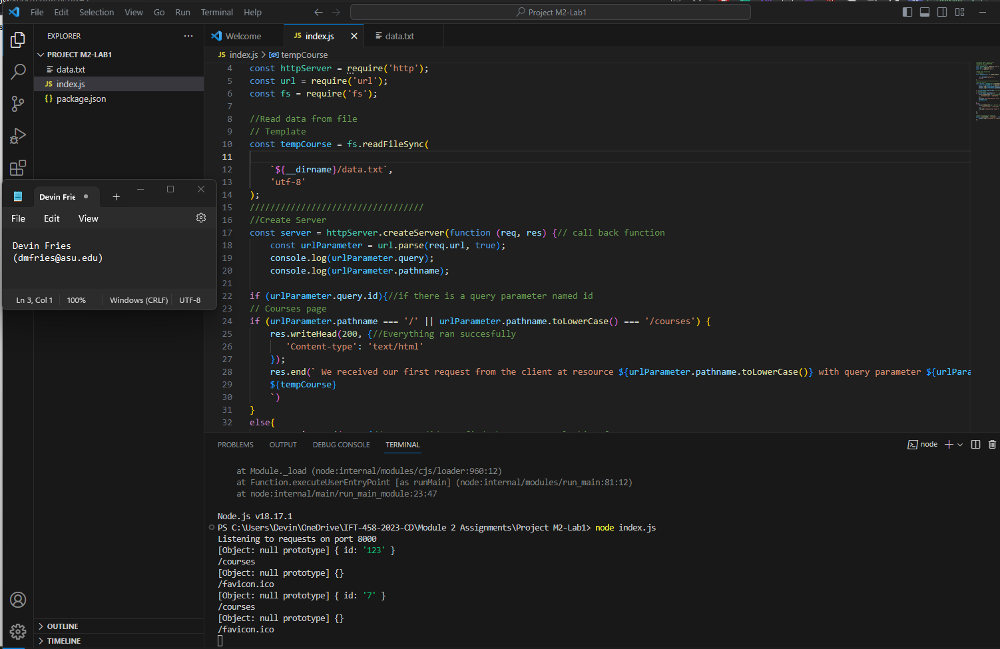 File Edit Selection View Go Run Terminal Help
Project M2-Lab1
EXPLORER
PROJECT M2-LAB1
data.txt
JS index.js
{} package.json
Welcome
JS index.js
data.txt
JS index.js > tempCourse
4 const httpServer = require('http');
5 const url = require('url');
6 const fs = require('fs');
7
8 //Read data from file
9 // Template
10 const tempCourse = fs.readFileSync(
11
12 `${__dirname}/data.txt`,
13 'utf-8'
14 );
15 //////////////////////////////////
16 //Create Server
17 const server = httpServer.createServer(function (req, res) {// call back function
18 const urlParameter = url.parse(req.url, true);
19 console.log(urlParameter.query);
20 console.log(urlParameter.pathname);
21
22 if (urlParameter.query.id){//if there is a query parameter named id
23 // Courses page
24 if (urlParameter.pathname === '/' || urlParameter.pathname.toLowerCase() === '/courses') {
25 res.writeHead(200, {//Everything ran succesfully
26 'Content-type': 'text/html'
27 });
28 res.end(` We received our first request from the client at resource ${urlParameter.pathname.toLowerCase()} with query parameter ${urlPara
29 ${tempCourse}
30 `)
31 }
32 else{
Devin Frie
File Edit View
Devin Fries
(dmfries@asu.edu)
Ln 3, Col 1 100% Windows (CRLF) UTF-8
PROBLEMS OUTPUT DEBUG CONSOLE TERMINAL
node
at Module._load (node:internal/modules/cjs/loader:960:12)
at Function.executeUserEntryPoint [as runMain] (node:internal/modules/run_main:81:12)
at node:internal/main/run_main_module:23:47
Node.js v18.17.1
PS C:\Users\Devin\OneDrive\IFT-458-2023-CD\Module 2 Assignments\Project M2-Lab1> node index.js
Listening to requests on port 8000
[Object: null prototype] { id: '123' }
/courses
[Object: null prototype] {}
/favicon.ico
[Object: null prototype] { id: '7' }
/courses
[Object: null prototype] {}
/favicon.ico
OUTLINE
TIMELINE